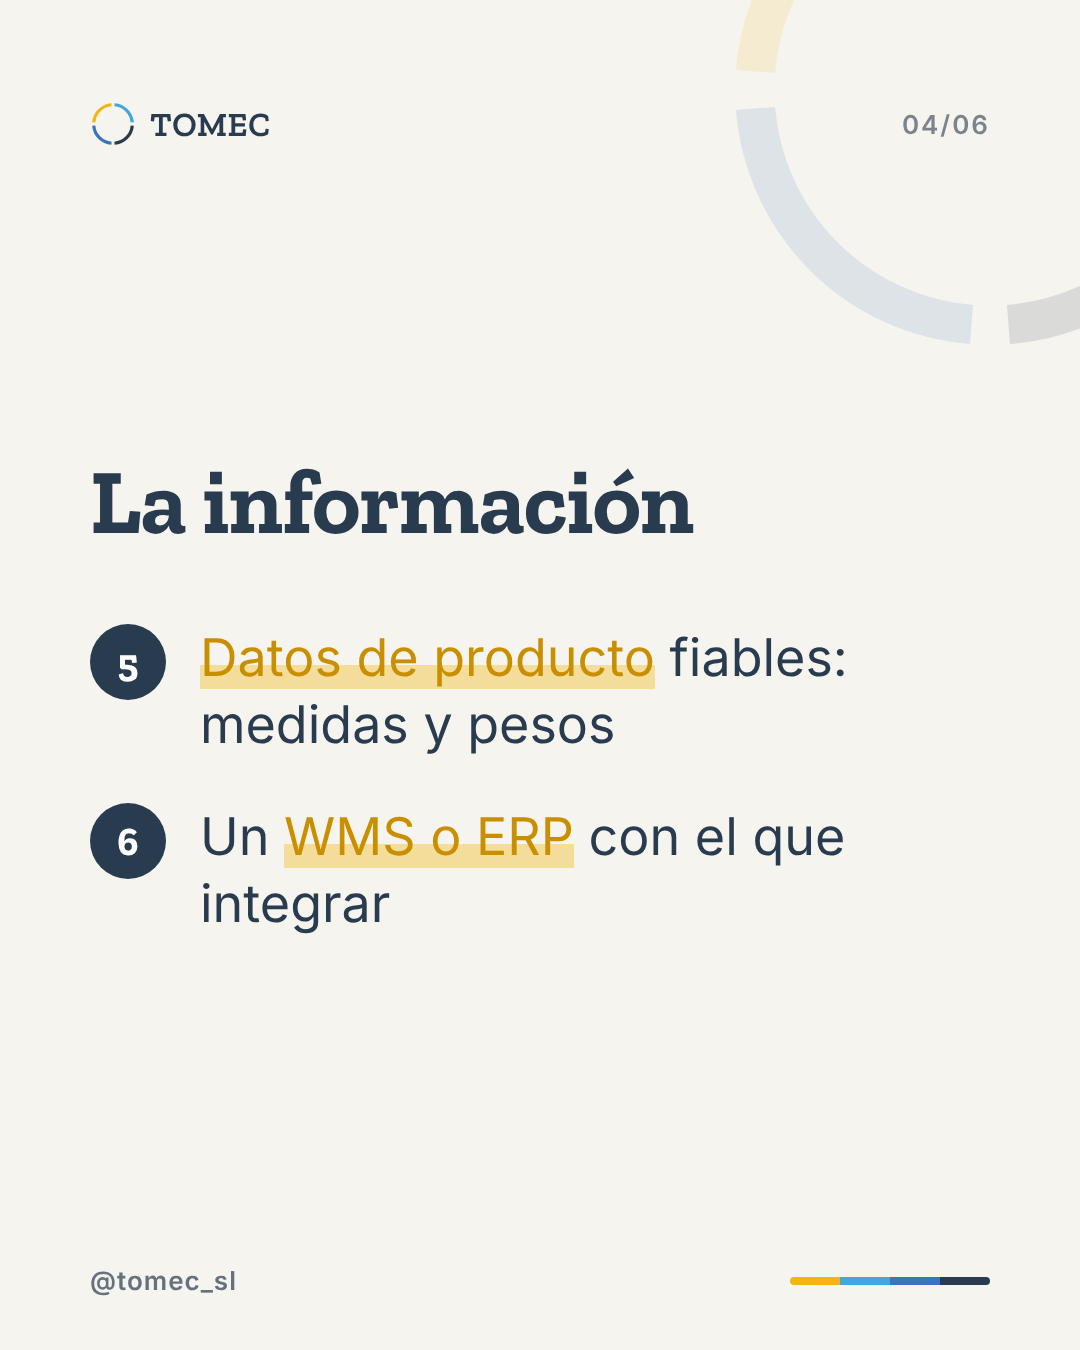 TOMEC
04/06
La información
5 Datos de producto fiables:
medidas y pesos
6 Un WMS o ERP con el que
integrar
@tomec_sl